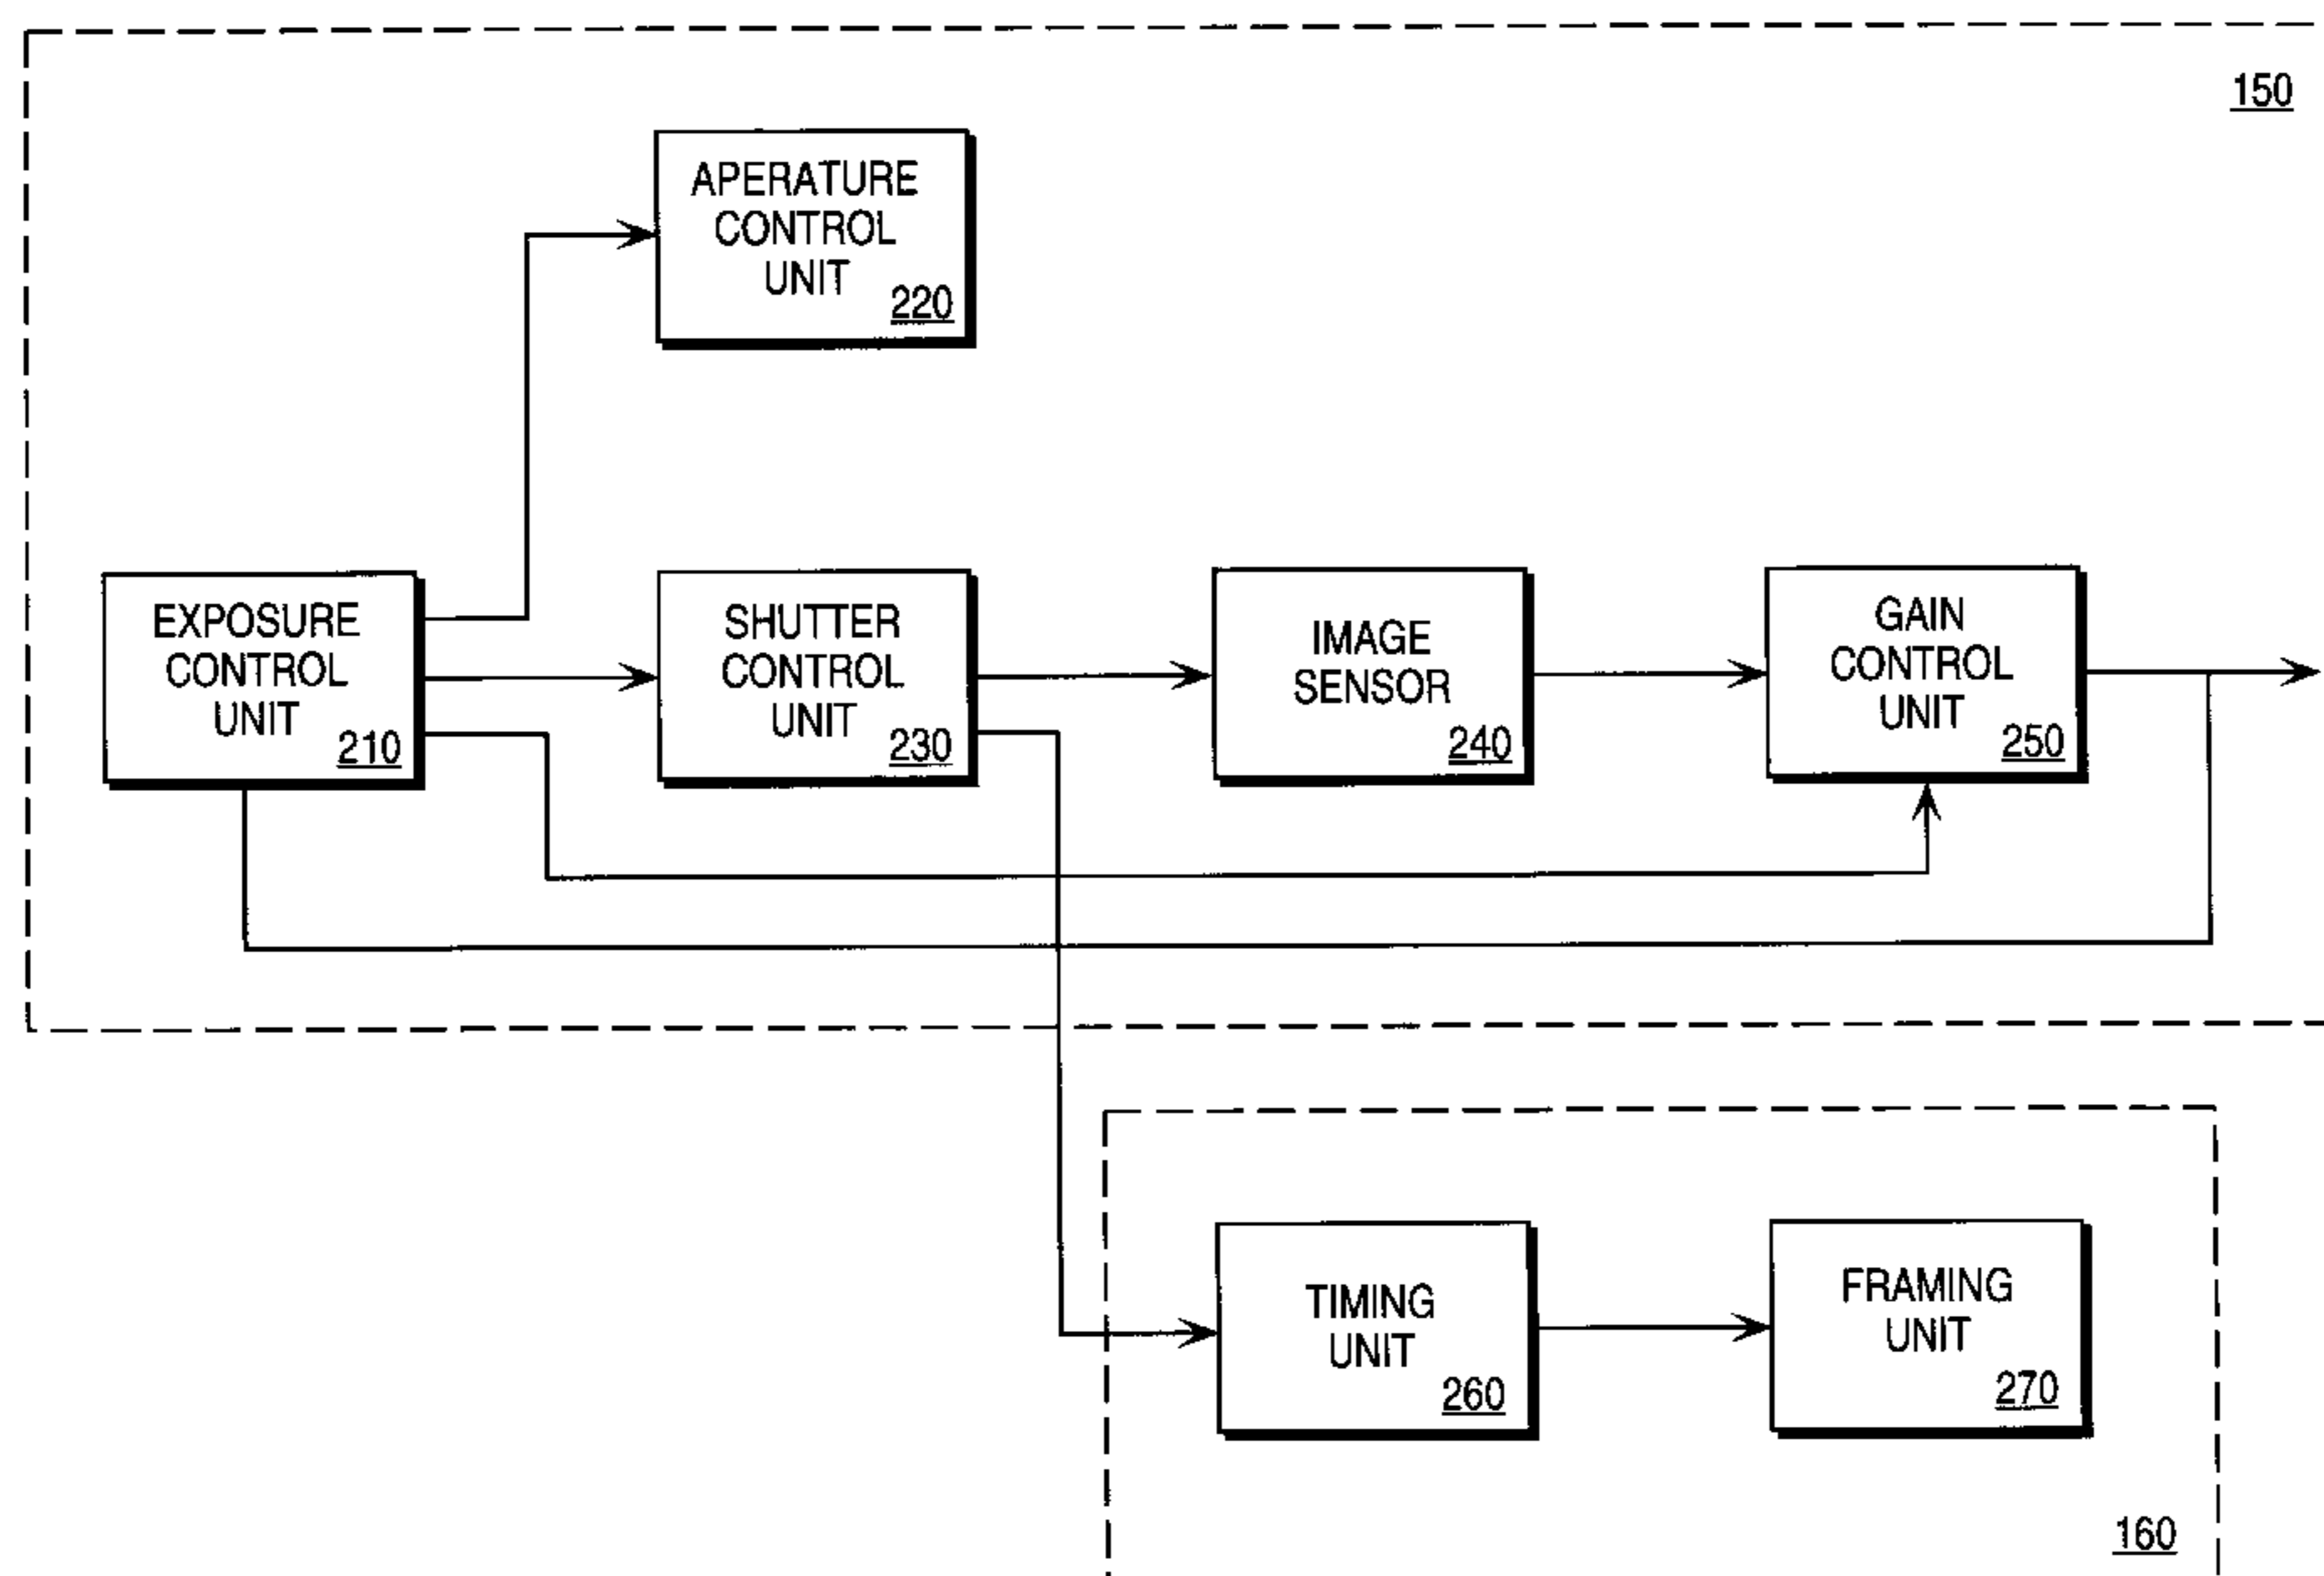 150
APERATURE
CONTROL
UNIT
220
EXPOSURE
CONTROL
UNIT
210
SHUTTER
CONTROL
UNIT
230
IMAGE
SENSOR
240
GAIN
CONTROL
UNIT
250
TIMING
UNIT
260
FRAMING
UNIT
270
160